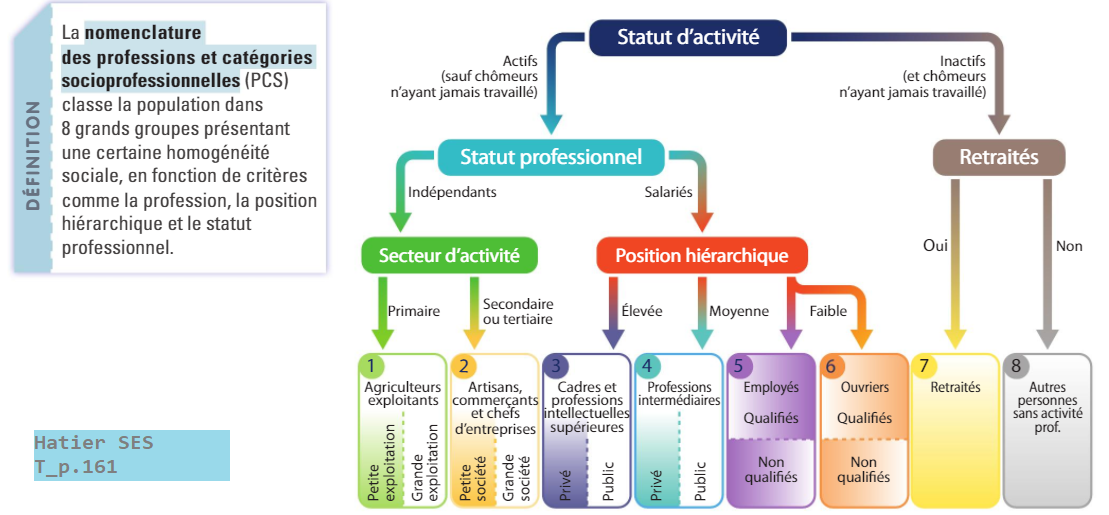 DÉFINITION
La nomenclature
des professions et catégories
socioprofessionnelles (PCS)
classe la population dans
8 grands groupes présentant
une certaine homogénéité
sociale, en fonction de critères
comme la profession, la position
hiérarchique et le statut
professionnel.
Hatier SES
T_p.161
Statut d'activité
Actifs
(sauf chômeurs
n'ayant jamais travaillé)
Inactifs
(et chômeurs
n'ayant jamais travaillé)
Statut professionnel
Retraités
Indépendants
Salariés
Oui
Non
Secteur d'activité
Position hiérarchique
Primaire
Secondaire
ou tertiaire
Élevée
Moyenne
Faible
1
Agriculteurs
exploitants
Petite
exploitation
Grande
exploitation
2
Artisans,
commerçants
et chefs
d'entreprises
Petite
société
Grande
société
3
Cadres et
professions
intellectuelles
supérieures
Privé
Public
4
Professions
intermédiaires
Privé
Public
5
Employés
Qualifiés
Non
qualifiés
6
Ouvriers
Qualifiés
Non
qualifiés
7
Retraités
8
Autres
personnes
sans activité
prof.